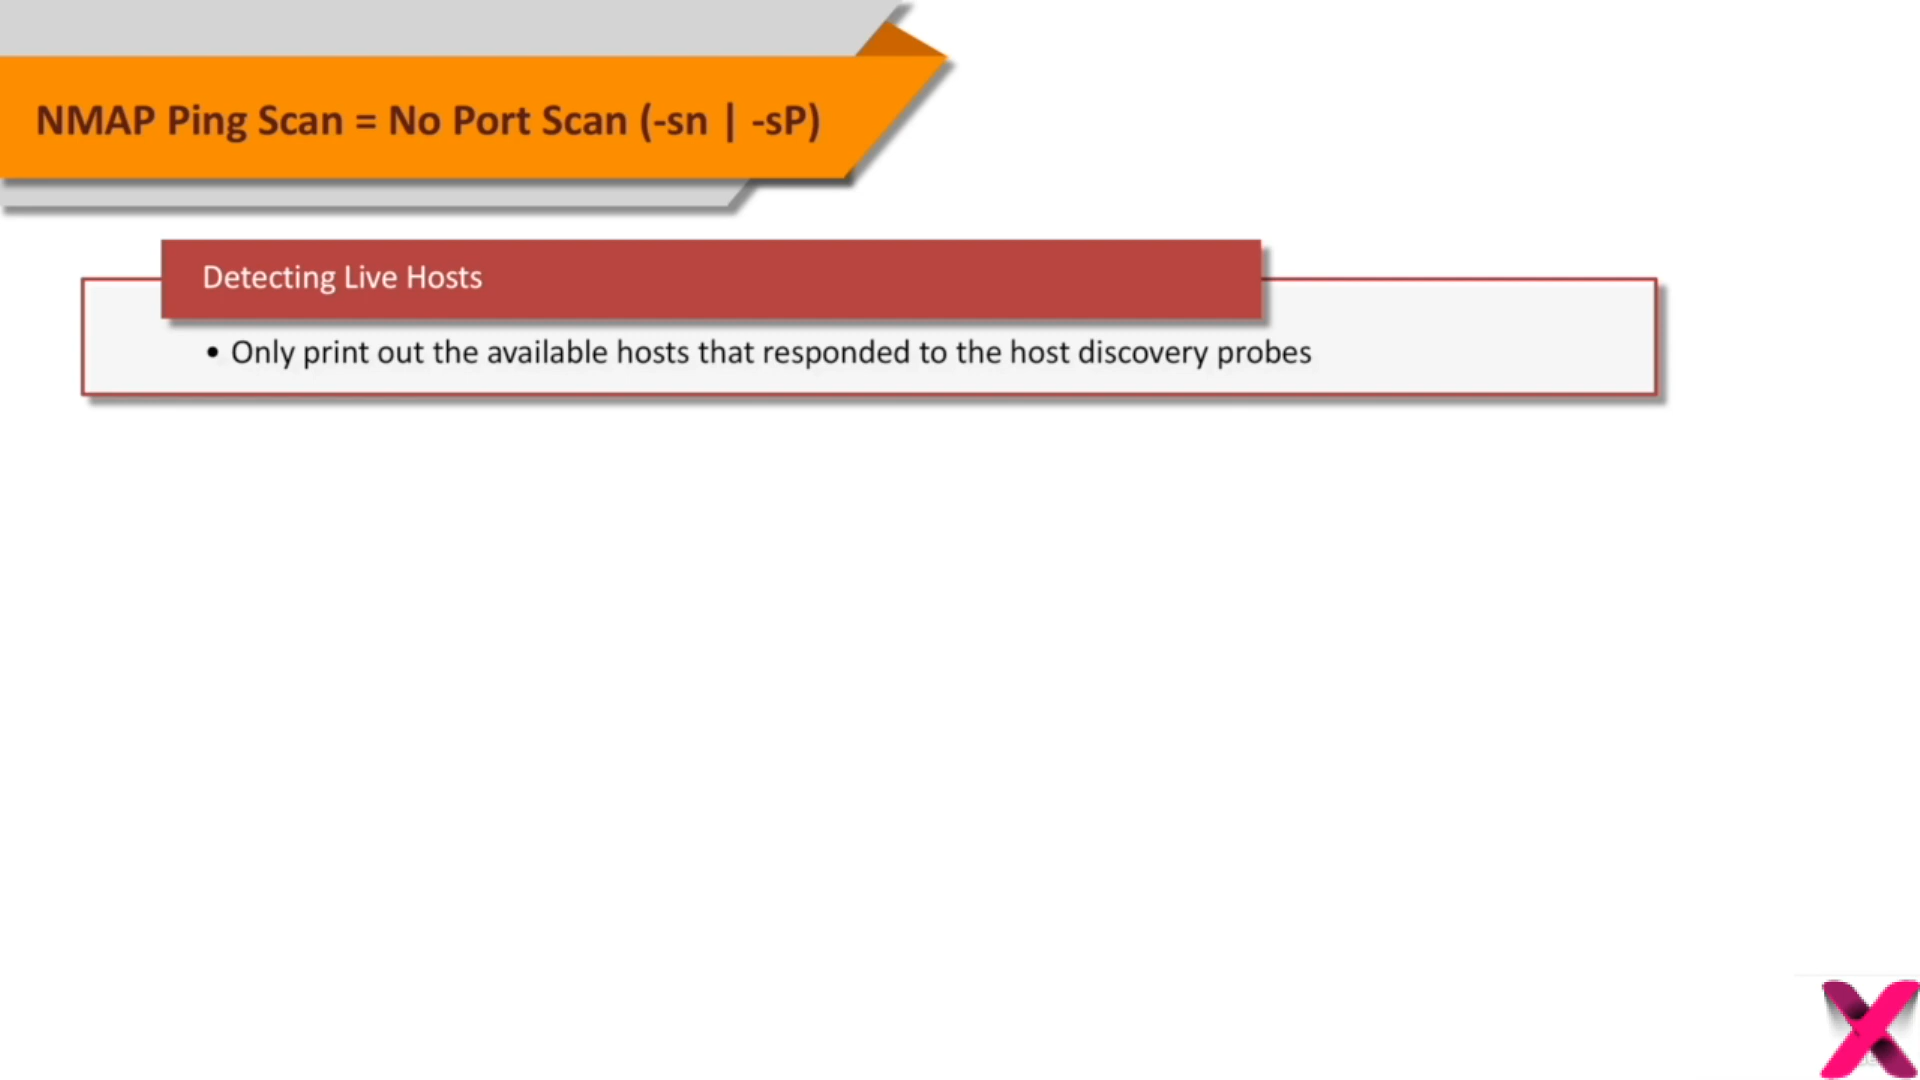 NMAP Ping Scan = No Port Scan (-sn | -sP)
Detecting Live Hosts
• Only print out the available hosts that responded to the host discovery probes